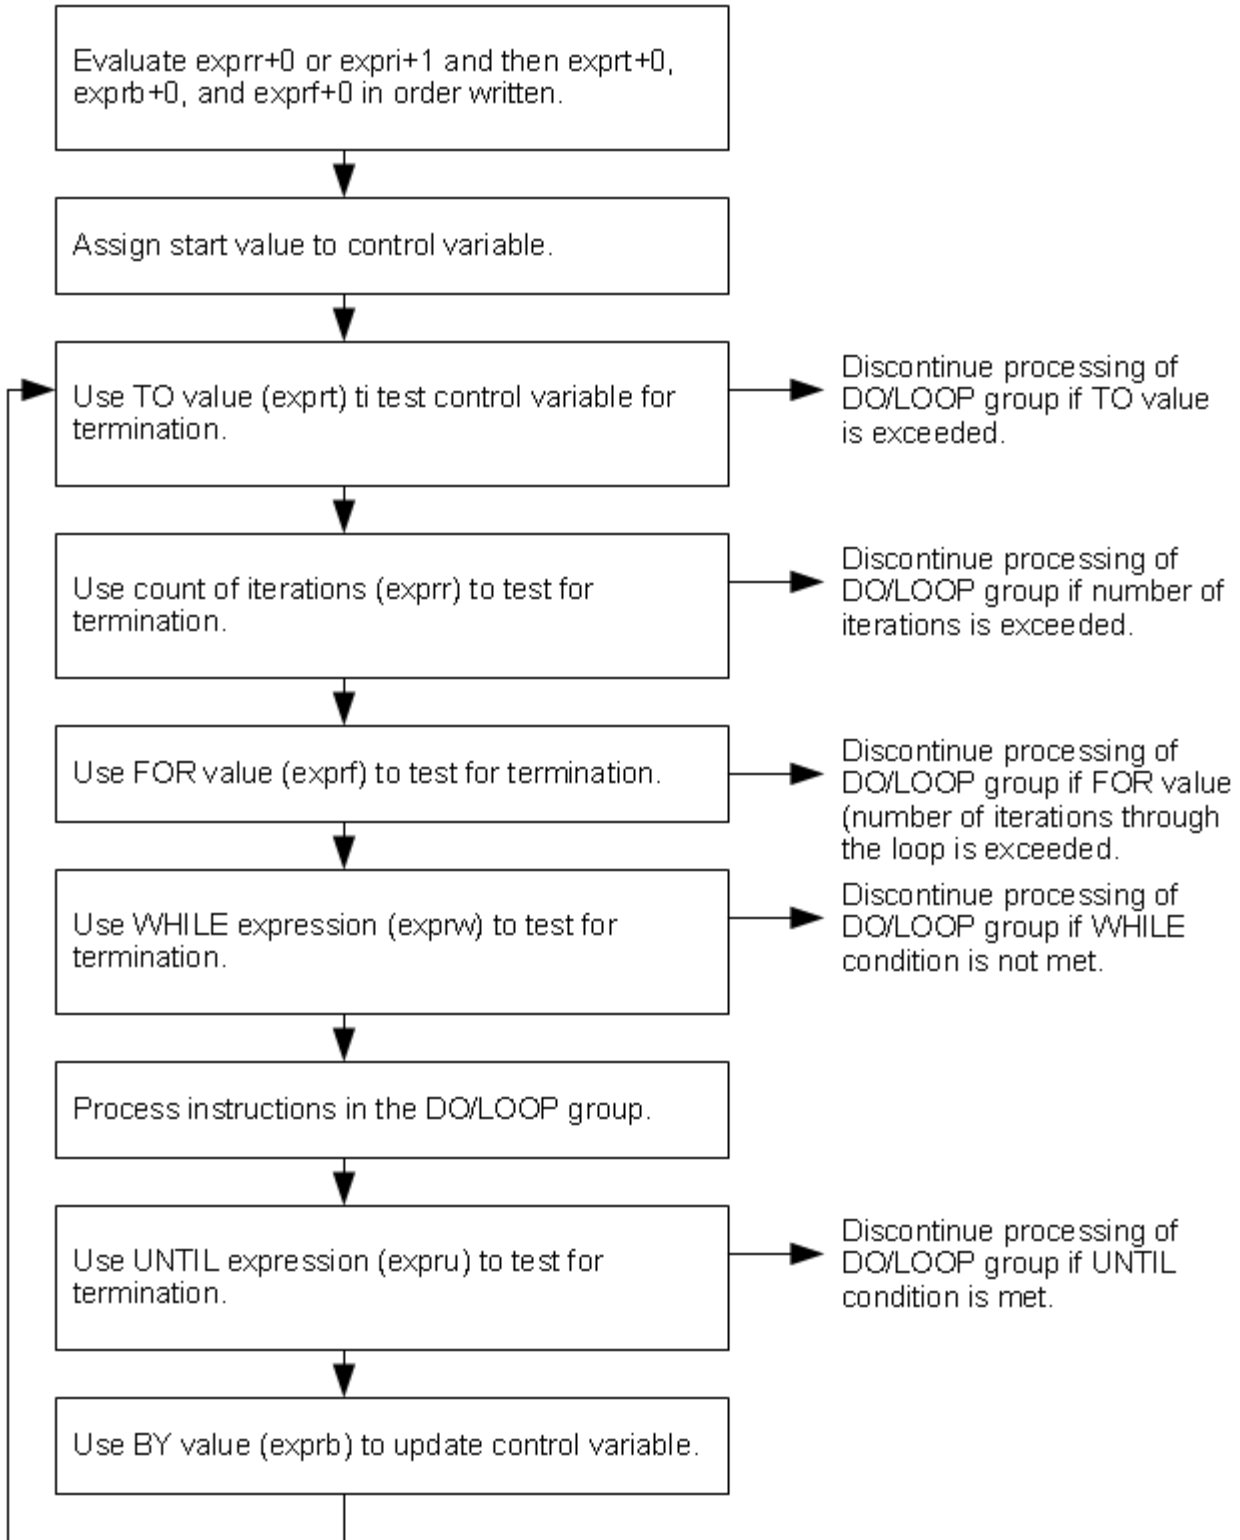 Evaluate exprr+0 or expri+1 and then exprt+0,
exprb+0, and exprf+0 in order written.
Assign start value to control variable.
Use TO value (exprt) ti test control variable for
termination.
Discontinue processing of
DO/LOOP group if TO value
is exceeded.
Use count of iterations (exprr) to test for
termination.
Discontinue processing of
DO/LOOP group if number of
iterations is exceeded.
Use FOR value (exprf) to test for termination.
Discontinue processing of
DO/LOOP group if FOR value
(number of iterations through
the loop is exceeded.
Use WHILE expression (exprw) to test for
termination.
Discontinue processing of
DO/LOOP group if WHILE
condition is not met.
Process instructions in the DO/LOOP group.
Use UNTIL expression (expru) to test for
termination.
Discontinue processing of
DO/LOOP group if UNTIL
condition is met.
Use BY value (exprb) to update control variable.